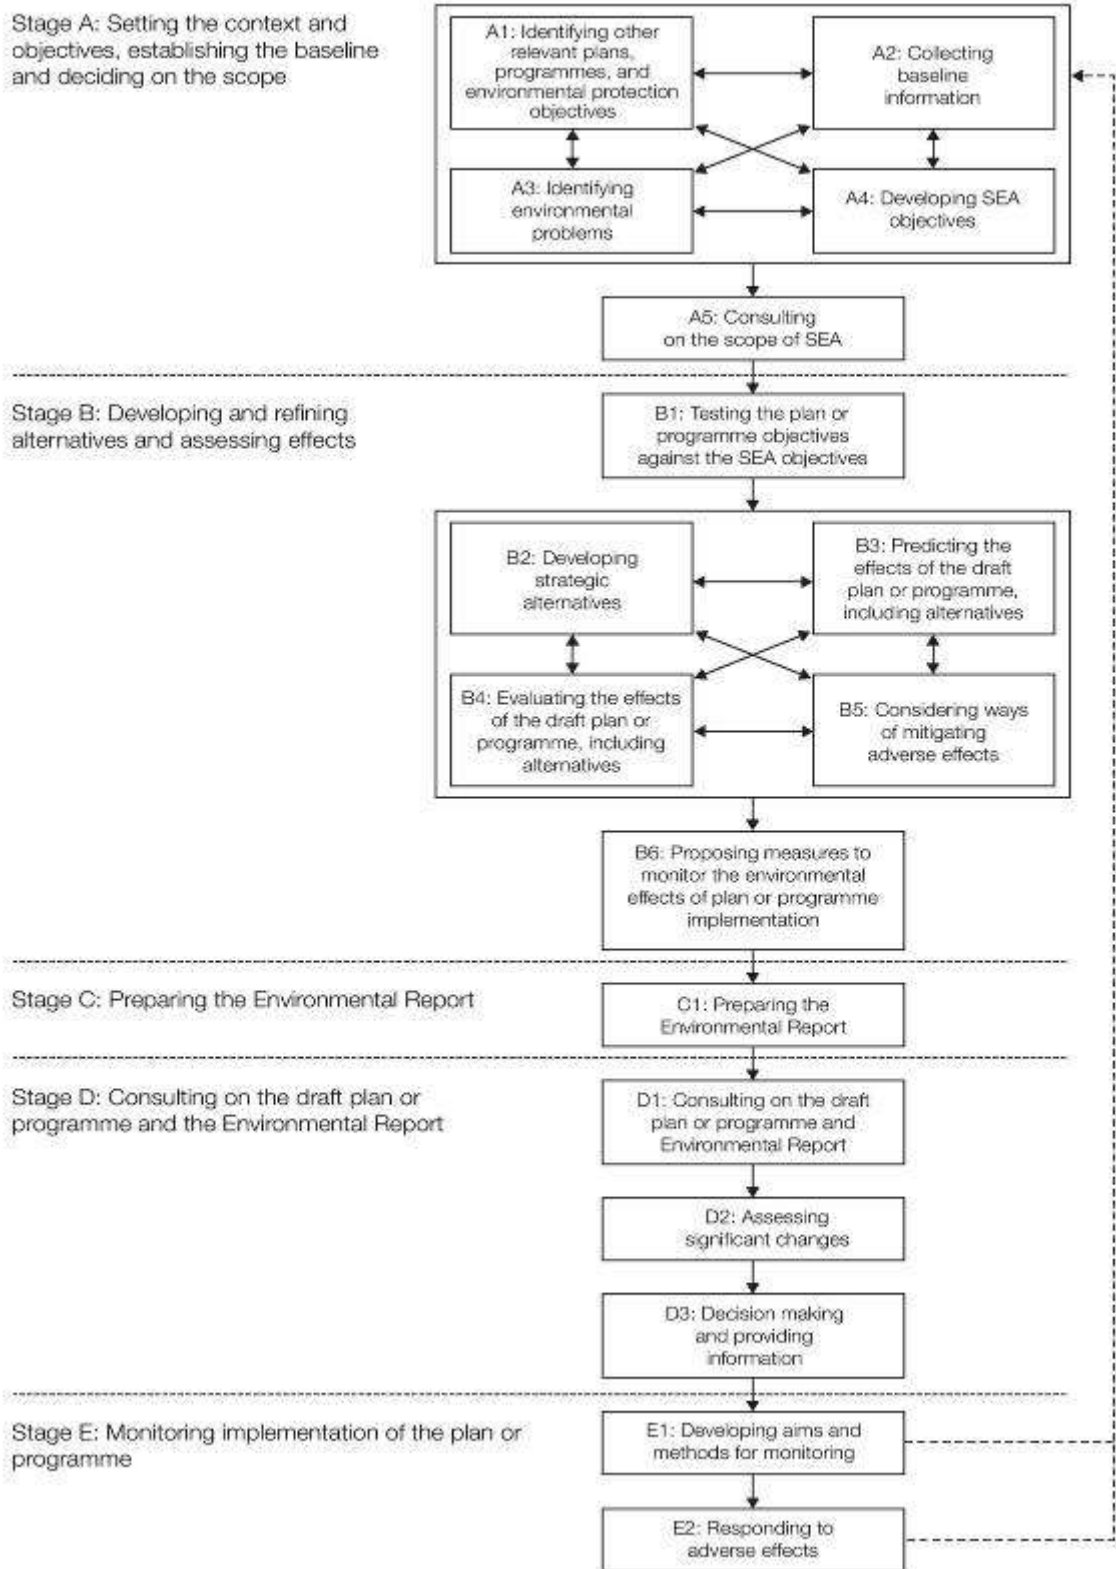 Stage A: Setting the context and
objectives, establishing the baseline
and deciding on the scope
A1: Identifying other
relevant plans,
programmes, and
environmental protection
objectives
A2: Collecting
baseline
information
A3: Identifying
environmental
problems
A4: Developing SEA
objectives
A5: Consulting
on the scope of SEA
Stage B: Developing and refining
alternatives and assessing effects
B1: Testing the plan or
programme objectives
against the SEA objectives
B2: Developing
strategic
alternatives
B3: Predicting the
effects of the draft
plan or programme,
including alternatives
B4: Evaluating the effects
of the draft plan or
programme, including
alternatives
B5: Considering ways
of mitigating
adverse effects
B6: Proposing measures to
monitor the environmental
effects of plan or programme
implementation
Stage C: Preparing the Environmental Report
C1: Preparing the
Environmental Report
Stage D: Consulting on the draft plan or
programme and the Environmental Report
D1: Consulting on the draft
plan or programme and
Environmental Report
D2: Assessing
significant changes
D3: Decision making
and providing
information
Stage E: Monitoring implementation of the plan or
programme
E1: Developing aims and
methods for monitoring
E2: Responding to
adverse effects